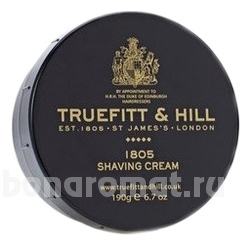 BY APPOINTMENT TO
H.R.H. THE DUKE OF EDINBURGH
HAIRDRESSERS
TRUEFITT & HILL
EST. 1805 • ST JAMES'S • LONDON
1805
SHAVING CREAM
www.truefittandhill.co.uk
190g e 6.7 oz
bonaromat.ru